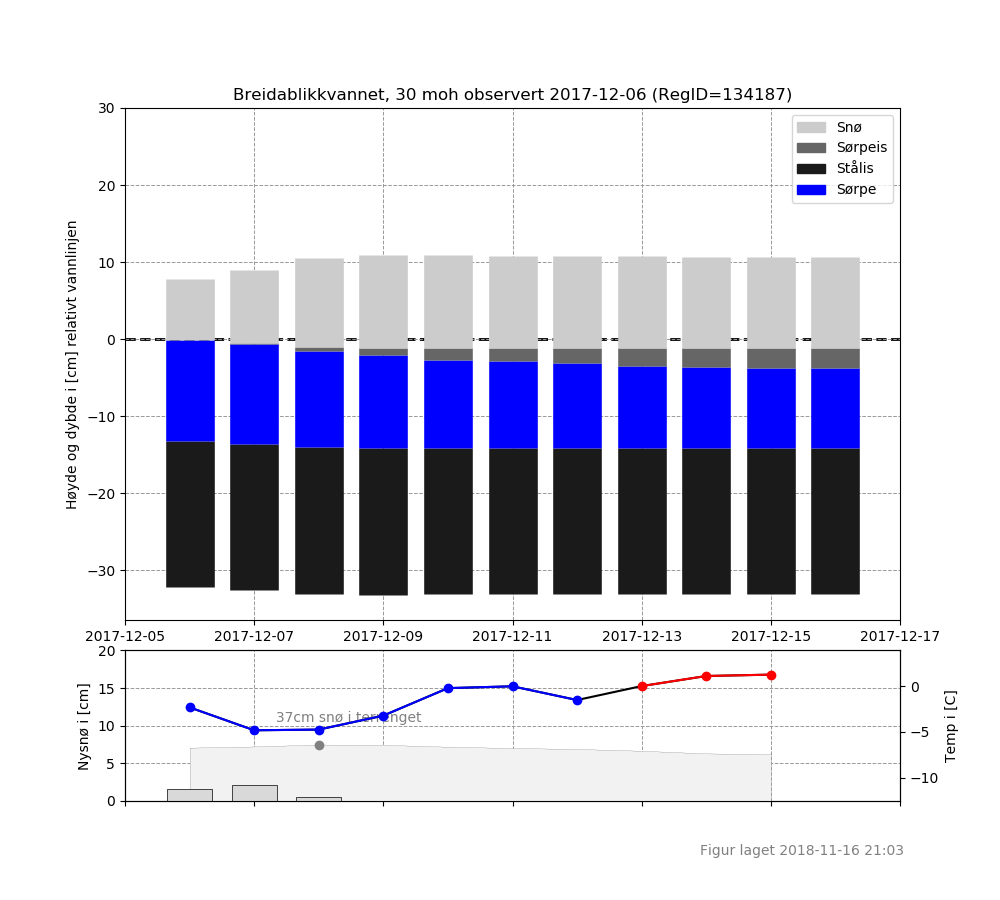 Breidablikkvannet, 30 moh observert 2017-12-06 (RegID=134187)
Høyde og dybde i [cm] relativt vannlinjen
30
20
10
0
−10
−20
−30
Snø
Sørpeis
Stålis
Sørpe
2017-12-05 2017-12-07 2017-12-09 2017-12-11 2017-12-13 2017-12-15 2017-12-17
Nysnø i [cm]
20
15
10
5
0
37cm snø i terrenget
0
−5
−10
Temp i [C]
Figur laget 2018-11-16 21:03